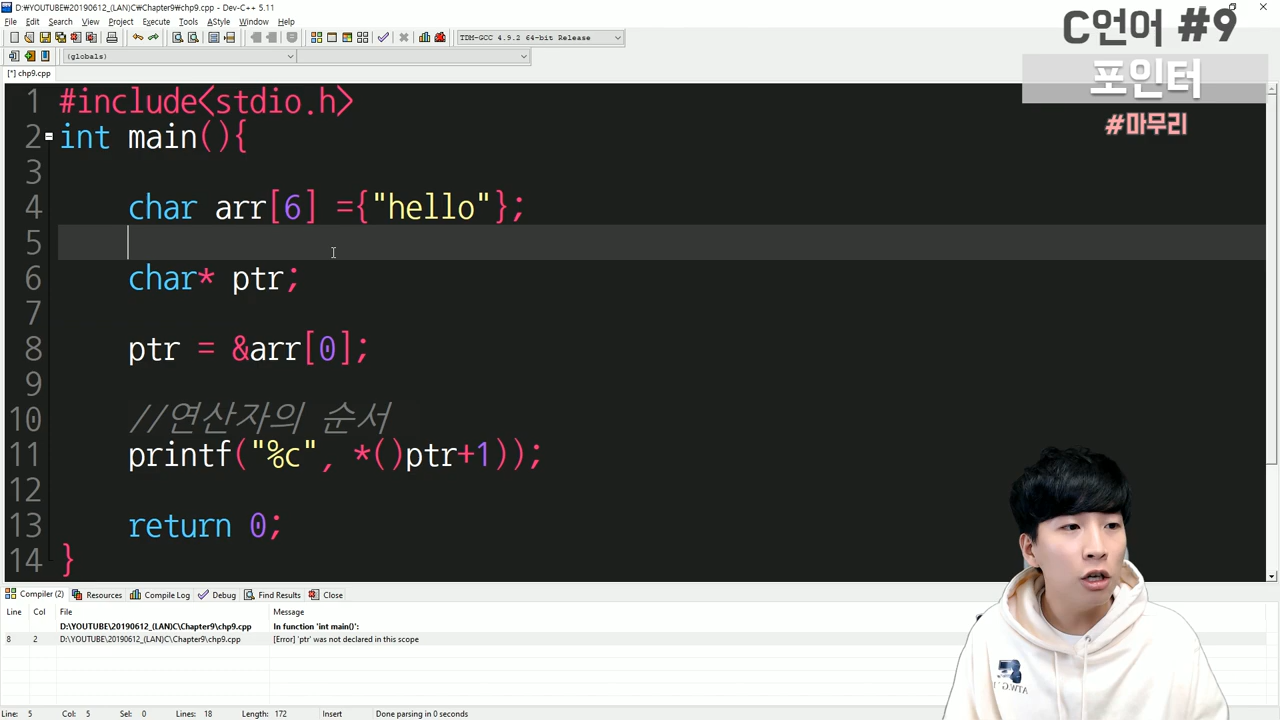 D:₩YOUTUBE₩20190612_(LAN)C₩Chapter9₩chp9.cpp - Dev-C++ 5.11
File Edit Search View Project Execute Tools AStyle Window Help
TDM-GCC 4.9.2 64-bit Release
(globals)
[*] chp9.cpp
C언어 #9
포인터
#마무리
1 #include<stdio.h>
2 int main(){
3
4 char arr[6] ={"hello"};
5
6 char* ptr;
7
8 ptr = &arr[0];
9
10 //연산자의 순서
11 printf("%c", *()ptr+1));
12
13 return 0;
14 }
Compiler (2) Resources Compile Log Debug Find Results Close
Line Col File Message
D:\YOUTUBE\20190612_(LAN)C\Chapter9\chp9.cpp In function 'int main()':
8 2 D:\YOUTUBE\20190612_(LAN)C\Chapter9\chp9.cpp [Error] 'ptr' was not declared in this scope
Line: 5 Col: 5 Sel: 0 Lines: 18 Length: 172 Insert Done parsing in 0 seconds